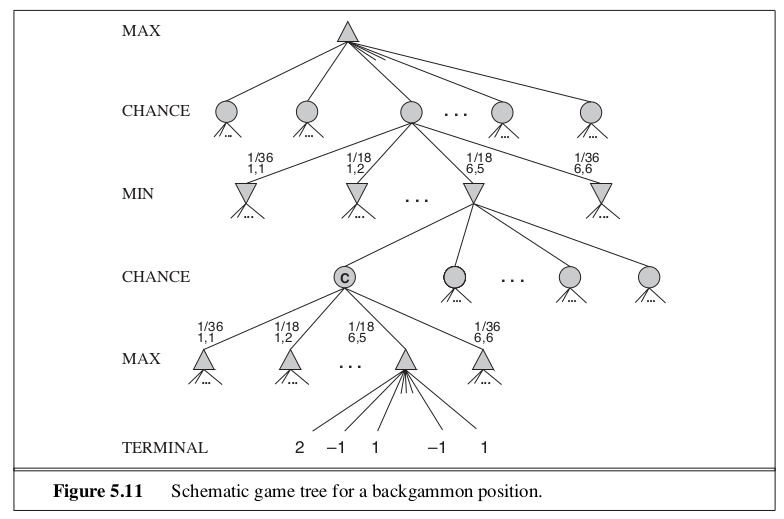 MAX
CHANCE
...
1/36 1/18 1/18 1/36
1,1 1,2 6,5 6,6
MIN
...
CHANCE
C
...
1/36 1/18 1/18 1/36
1,1 1,2 6,5 6,6
MAX
...
TERMINAL 2 –1 1 –1 1
Figure 5.11 Schematic game tree for a backgammon position.